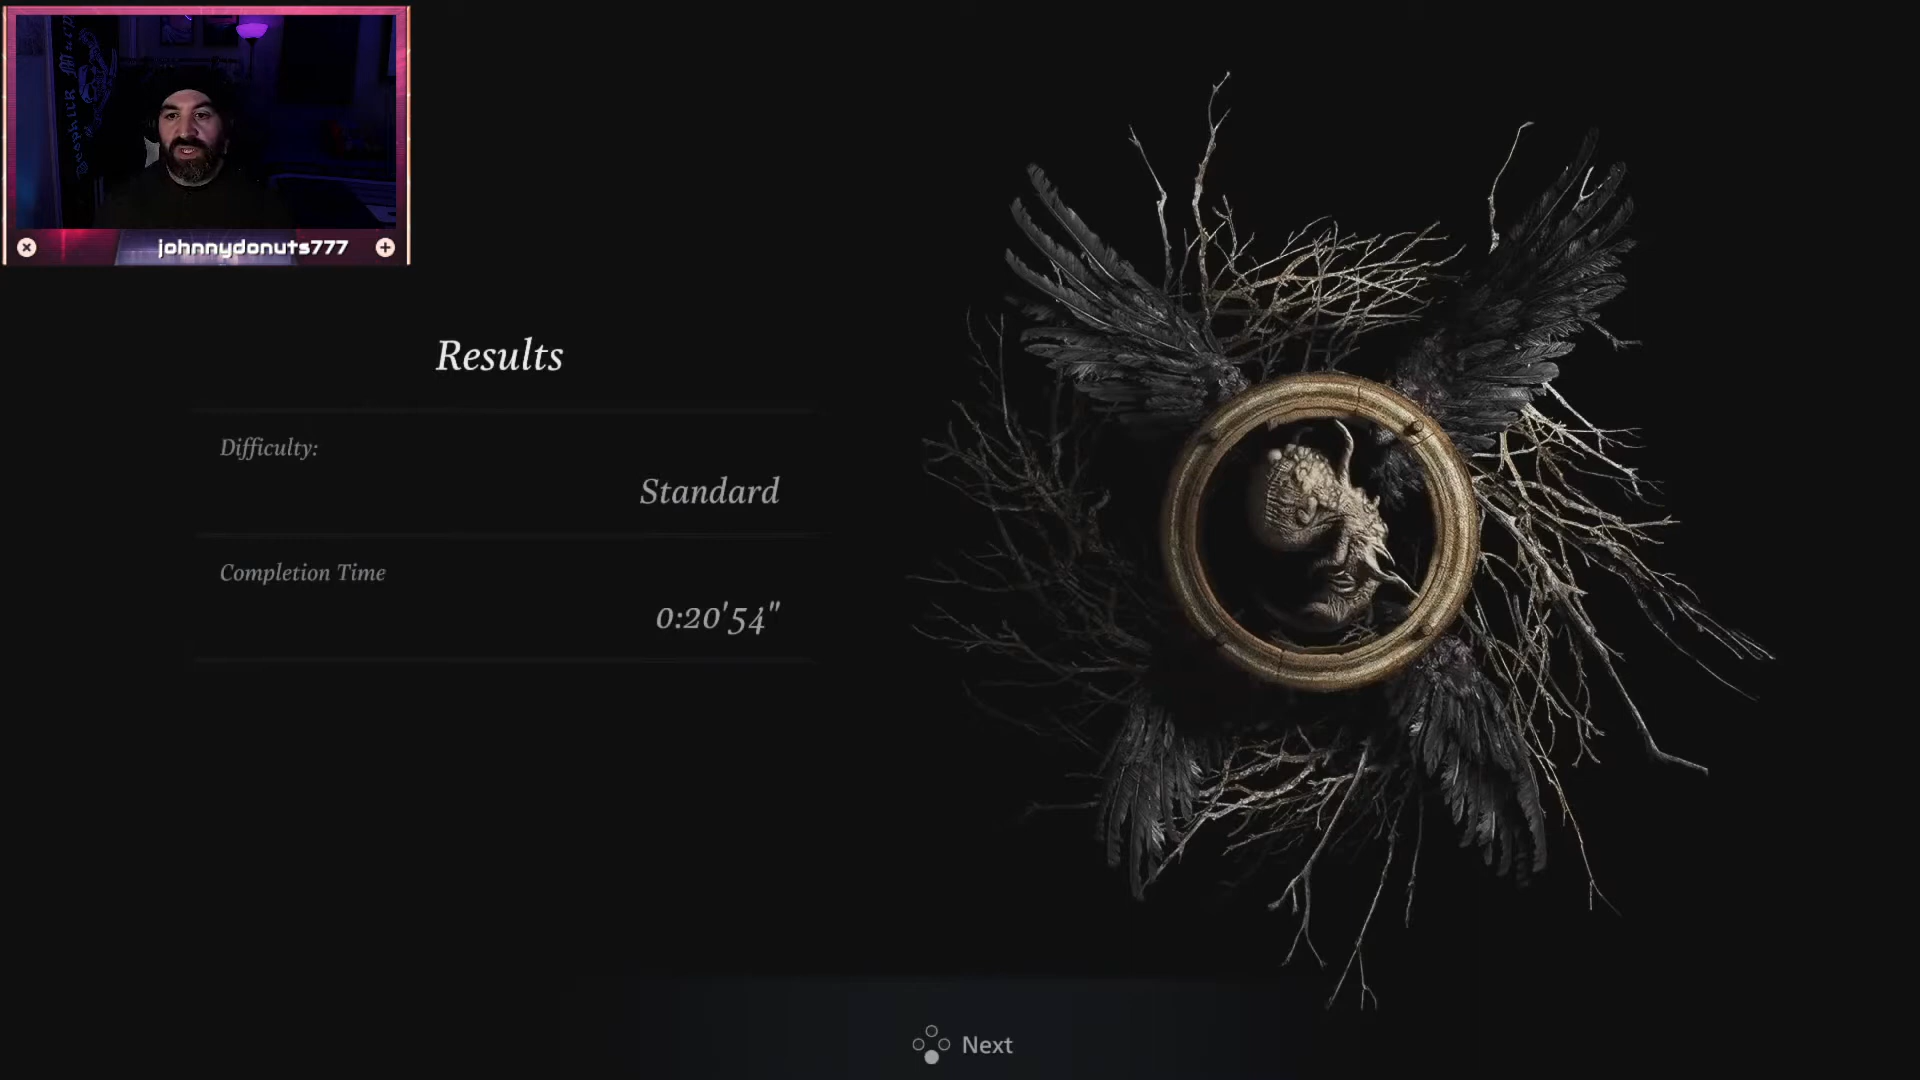 johnnydonuts777
Results
Difficulty:
Standard
Completion Time
0:20'54"
Next